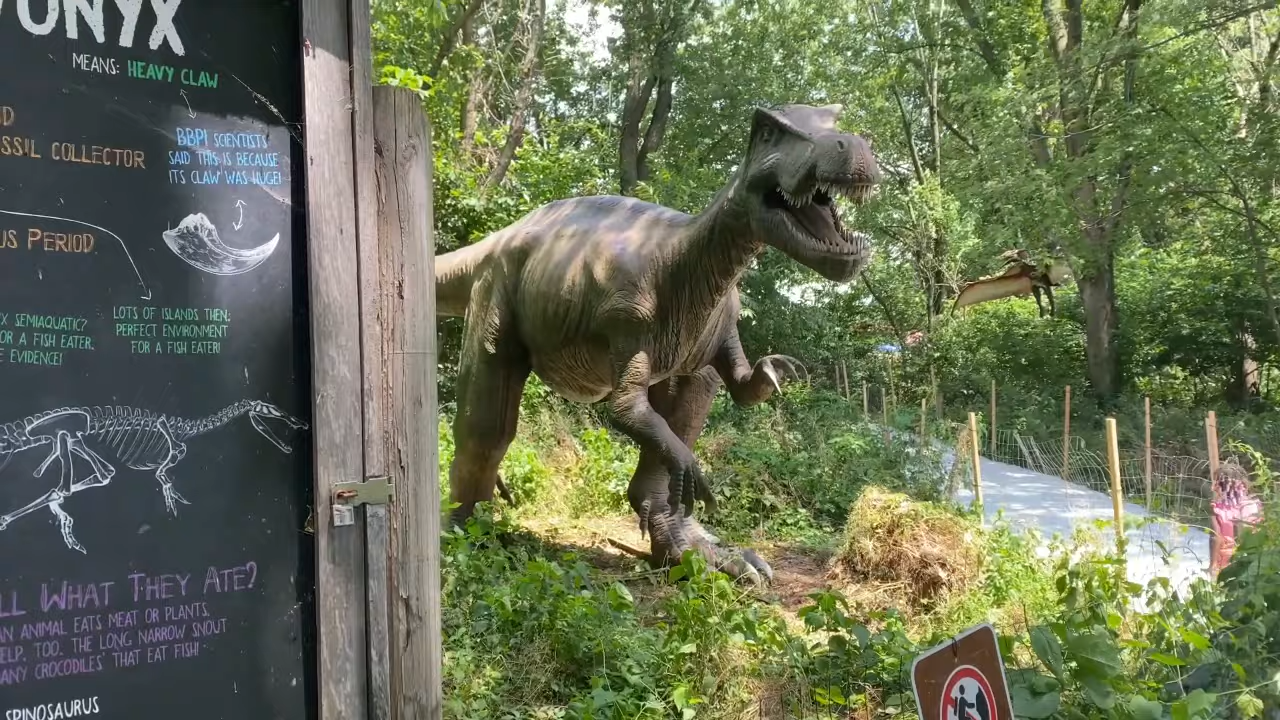 ONYX
MEANS: HEAVY CLAW
SSIL COLLECTOR
BBPI SCIENTISTS
SAID THIS IS BECAUSE
ITS CLAW WAS HUGE!
US PERIOD
X SEMIAQUATIC?
FOR A FISH EATER.
E EVIDENCE!
LOTS OF ISLANDS THEN;
PERFECT ENVIRONMENT
FOR A FISH EATER!
LL WHAT THEY ATE?
AN ANIMAL EATS MEAT OR PLANTS.
ELP, TOO. THE LONG NARROW SNOUT
ANY CROCODILES THAT EAT FISH!
SPINOSAURUS